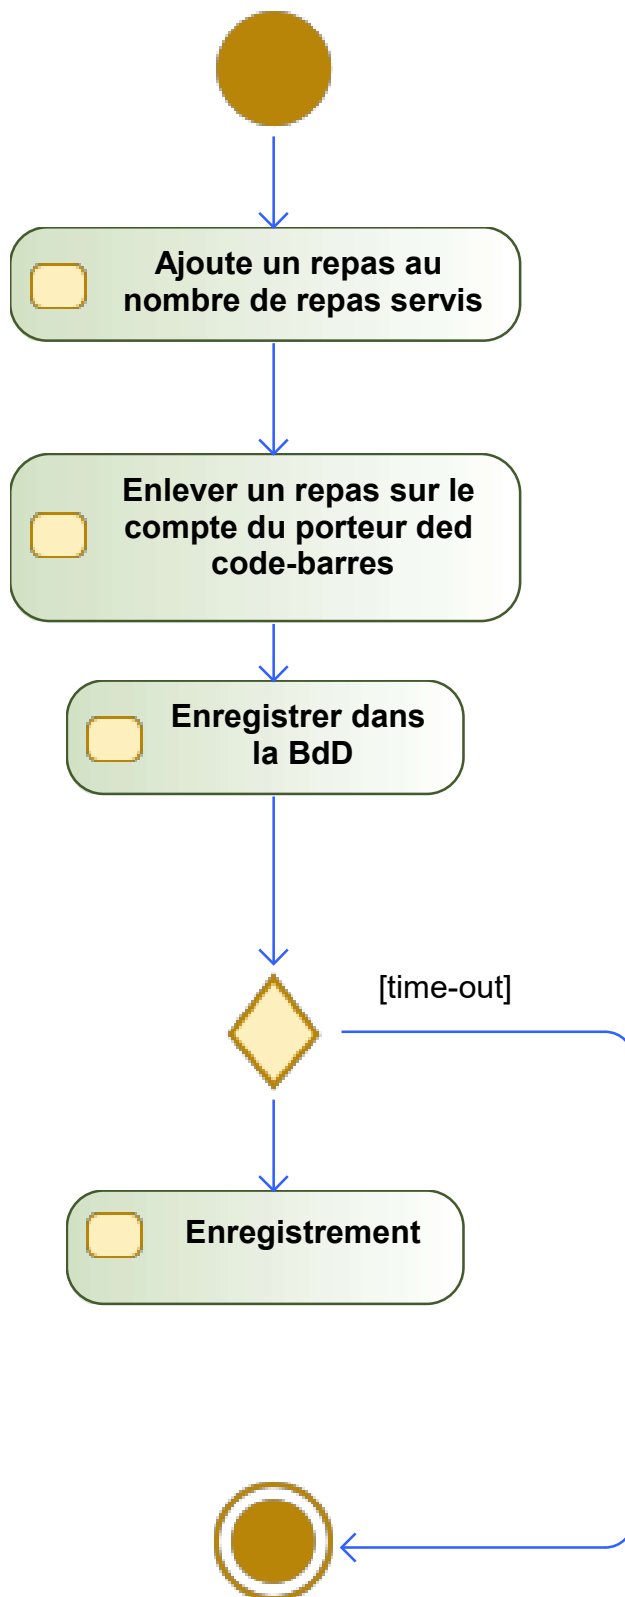 Ajoute un repas au
nombre de repas servis
Enlever un repas sur le
compte du porteur ded
code-barres
Enregistrer dans
la BdD
[time-out]
Enregistrement